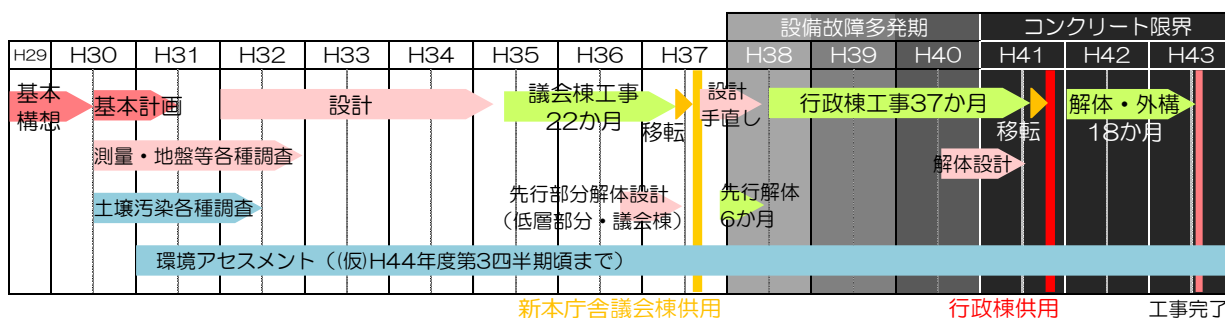 設備故障多発期 コンクリート限界
H29 H30 H31 H32 H33 H34 H35 H36 H37 H38 H39 H40 H41 H42 H43
基本
構想
基本計画
設計
議会棟工事
22か月
移転
設計
手直し
行政棟工事37か月
移転
解体・外構
18か月
測量・地盤等各種調査
解体設計
土壌汚染各種調査
先行部分解体設計
（低層部分・議会棟）
先行解体
6か月
環境アセスメント（(仮)H44年度第3四半期頃まで）
新本庁舎議会棟供用 行政棟供用 工事完了